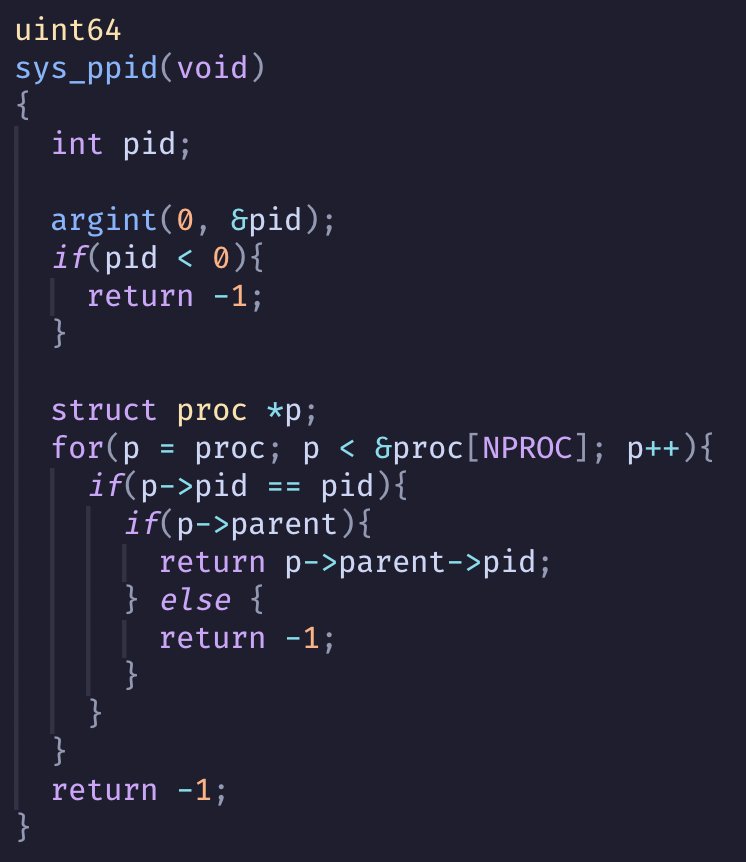 uint64
sys_ppid(void)
{
  int pid;

  argint(0, &pid);
  if(pid < 0){
    return -1;
  }

  struct proc *p;
  for(p = proc; p < &proc[NPROC]; p++){
    if(p->pid == pid){
      if(p->parent){
        return p->parent->pid;
      } else {
        return -1;
      }
    }
  }
  return -1;
}